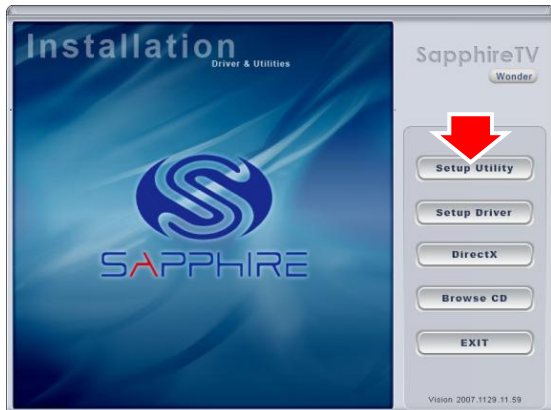 Installation
Driver & Utilities
SapphireTV
Wonder
SAPPHIRE
Setup Utility
Setup Driver
DirectX
Browse CD
EXIT
Vision 2007.1129.11.59